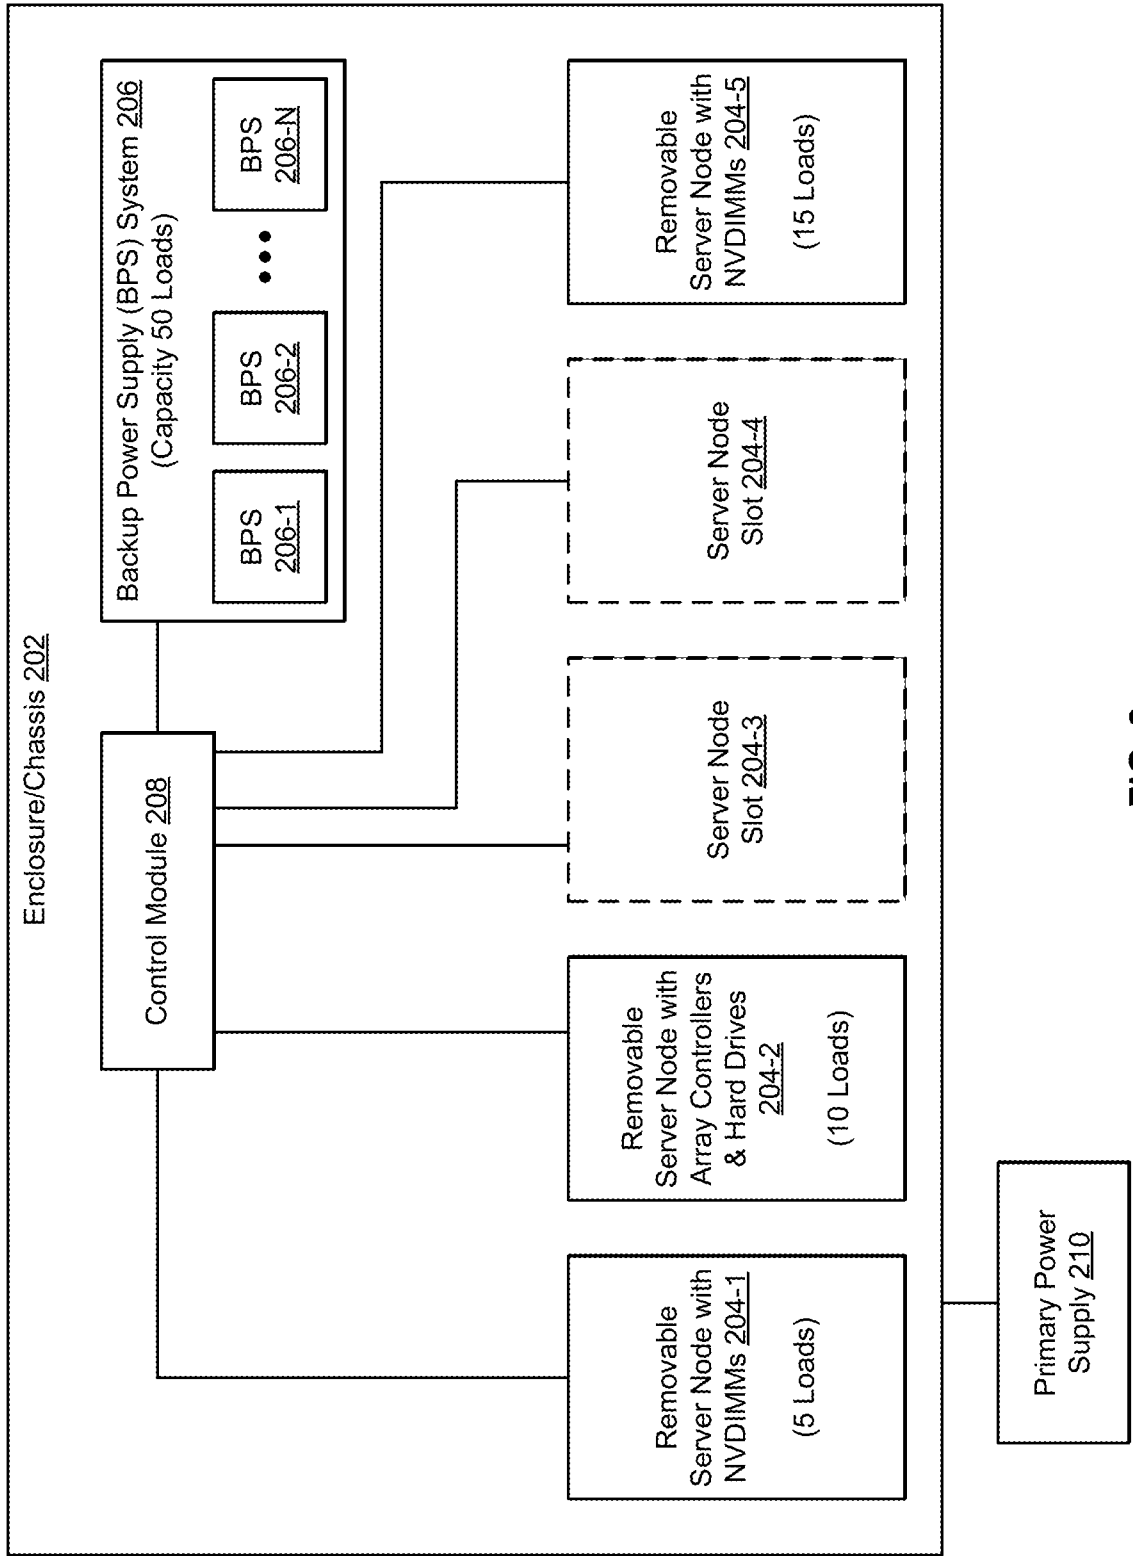 Enclosure/Chassis 202
Control Module 208
Backup Power Supply (BPS) System 206
(Capacity 50 Loads)
BPS
206-1
BPS
206-2
BPS
206-N
Removable
Server Node with
NVDIMMs 204-1
(5 Loads)
Removable
Server Node with
Array Controllers
& Hard Drives
204-2
(10 Loads)
Server Node
Slot 204-3
Server Node
Slot 204-4
Removable
Server Node with
NVDIMMs 204-5
(15 Loads)
Primary Power
Supply 210